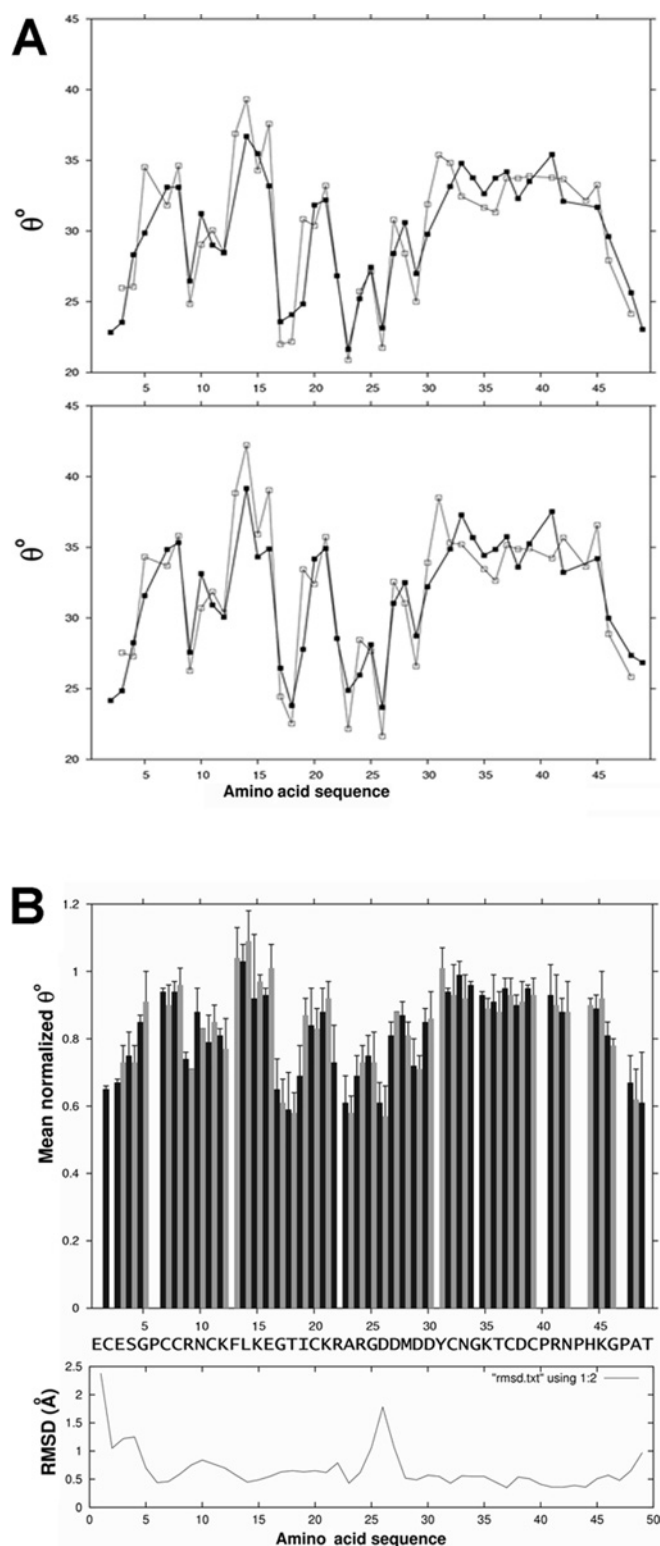 A
45
40
35
θ°
30
25
20
5 10 15 20 25 30 35 40 45
45
40
35
θ°
30
25
20
5 10 15 20 25 30 35 40 45
Amino acid sequence
B
1.2
1
0.8
Mean normalized θ°
0.6
0.4
0.2
0
5 10 15 20 25 30 35 40 45
ECESGPCCRNCKFLKEGTICKRARGDDMDDYCNGKTCDCPRNPHKGPAT
2.5
"rmsd.txt" using 1:2
2
1.5
RMSD (Å)
1
0.5
0
0 5 10 15 20 25 30 35 40 45 50
Amino acid sequence